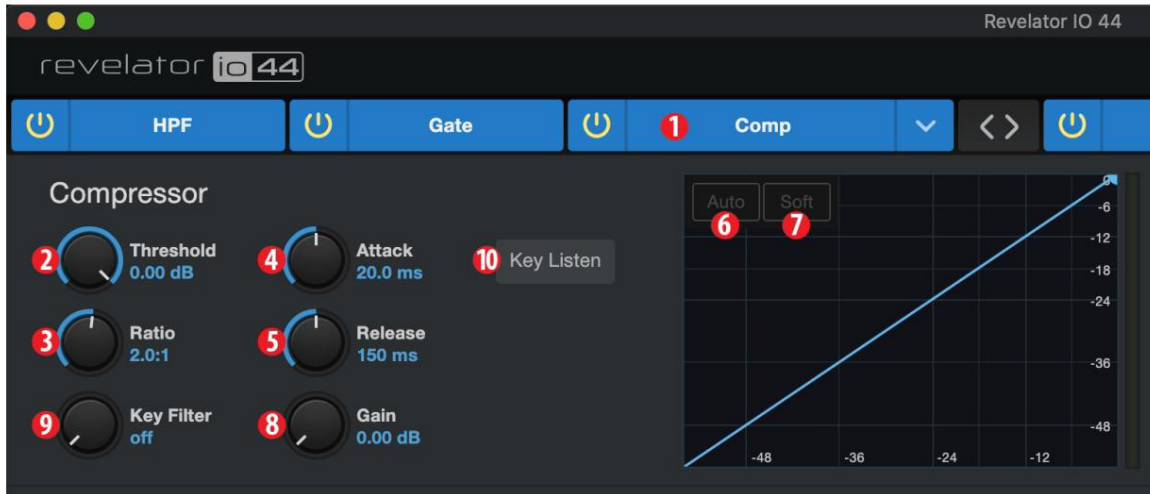 Revelator IO 44
revelator io 44
HPF
Gate
1 Comp
Compressor
2 Threshold
0.00 dB
4 Attack
20.0 ms
10 Key Listen
3 Ratio
2.0:1
5 Release
150 ms
9 Key Filter
off
8 Gain
0.00 dB
Auto
6
Soft
7
0
-6
-12
-18
-24
-36
-48
-48 -36 -24 -12